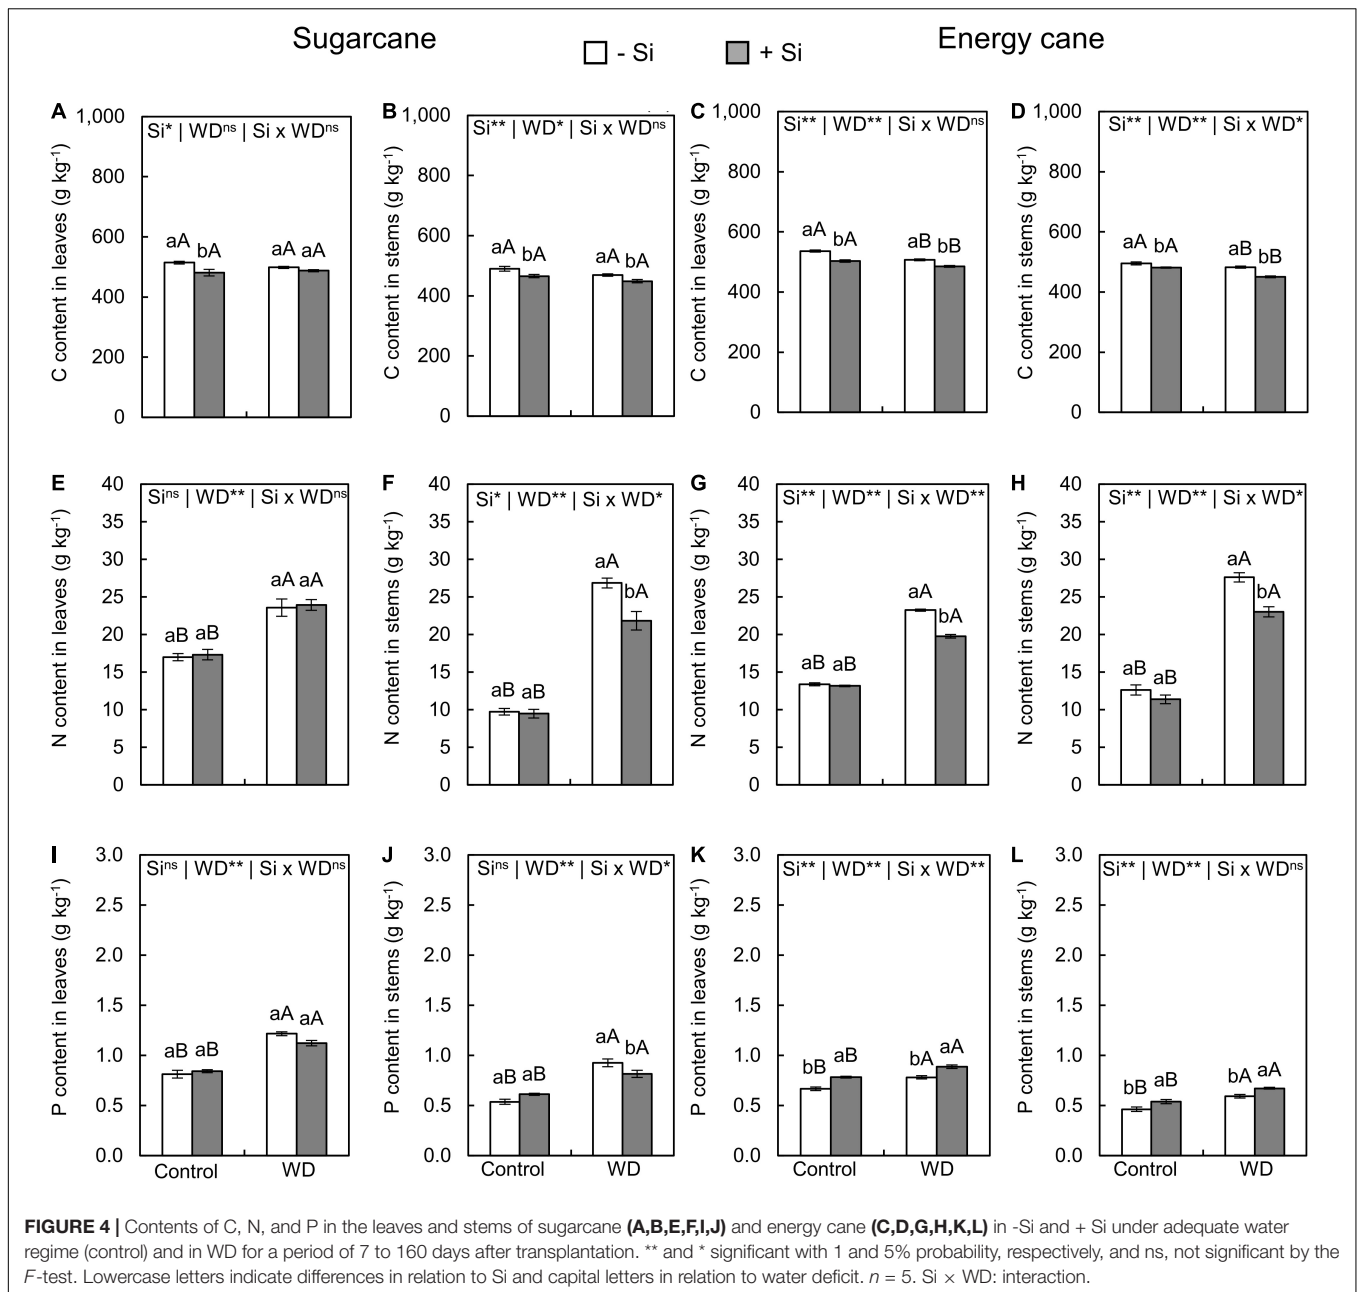 Sugarcane
- Si
+ Si
Energy cane
A
C content in leaves (g kg-1)
1,000
800
600
400
200
0
Si* | WDns | Si x WDns
aA bA aA aA
B
C content in stems (g kg-1)
1,000
800
600
400
200
0
Si** | WD* | Si x WDns
aA bA aA bA
C
C content in leaves (g kg-1)
1,000
800
600
400
200
0
Si** | WD** | Si x WDns
aA bA aB bB
D
C content in stems (g kg-1)
1,000
800
600
400
200
0
Si** | WD** | Si x WD*
aA bA aB bB
E
N content in leaves (g kg-1)
40
35
30
25
20
15
10
5
0
Sins | WD** | Si x WDns
aB aB aA aA
F
N content in stems (g kg-1)
40
35
30
25
20
15
10
5
0
Si* | WD** | Si x WD*
aB aB aA bA
G
N content in leaves (g kg-1)
40
35
30
25
20
15
10
5
0
Si** | WD** | Si x WD**
aB aB aA bA
H
N content in stems (g kg-1)
40
35
30
25
20
15
10
5
0
Si** | WD** | Si x WD*
aB aB aA bA
I
P content in leaves (g kg-1)
3.0
2.5
2.0
1.5
1.0
0.5
0.0
Sins | WD** | Si x WDns
aB aB aA aA
Control WD
J
P content in stems (g kg-1)
3.0
2.5
2.0
1.5
1.0
0.5
0.0
Sins | WD** | Si x WD*
aB aB aA bA
Control WD
K
P content in leaves (g kg-1)
3.0
2.5
2.0
1.5
1.0
0.5
0.0
Si** | WD** | Si x WD**
bB aB bA aA
Control WD
L
P content in stems (g kg-1)
3.0
2.5
2.0
1.5
1.0
0.5
0.0
Si** | WD** | Si x WDns
bB aB bA aA
Control WD
FIGURE 4 | Contents of C, N, and P in the leaves and stems of sugarcane (A,B,E,F,I,J) and energy cane (C,D,G,H,K,L) in -Si and + Si under adequate water
regime (control) and in WD for a period of 7 to 160 days after transplantation. ** and * significant with 1 and 5% probability, respectively, and ns, not significant by the
F-test. Lowercase letters indicate differences in relation to Si and capital letters in relation to water deficit. n = 5. Si × WD: interaction.